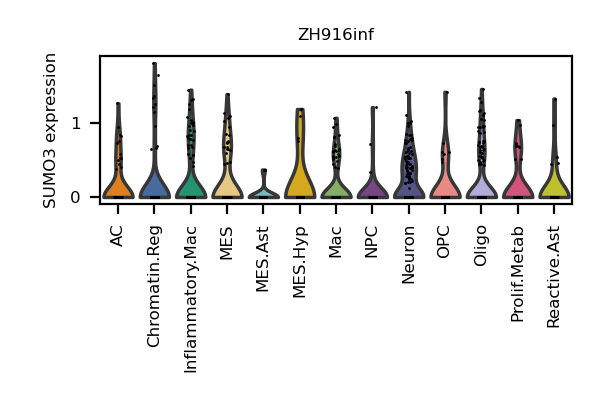 ZH916inf
SUMO3 expression
1
0
AC
Chromatin.Reg
Inflammatory.Mac
MES
MES.Ast
MES.Hyp
Mac
NPC
Neuron
OPC
Oligo
Prolif.Metab
Reactive.Ast